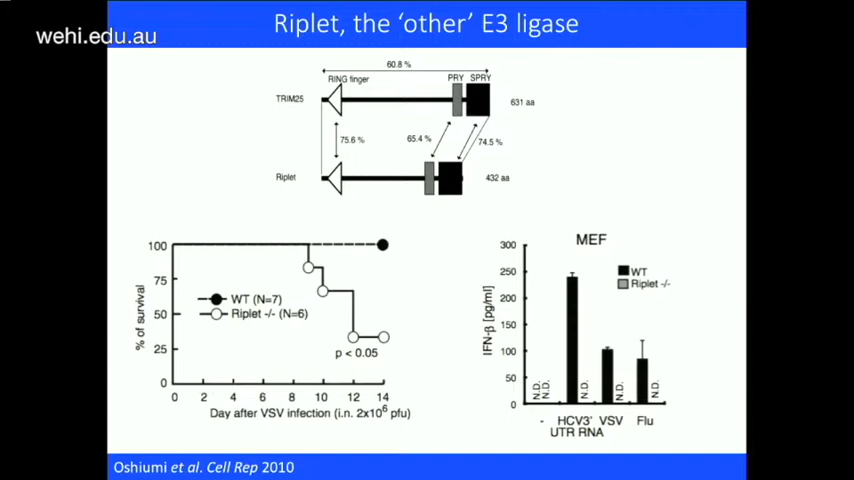 wehi.edu.au
Riplet, the ‘other’ E3 ligase
60.8 %
RING finger
PRY SPRY
TRIM25
631 aa
75.6 %
65.4 %
74.5 %
Riplet
432 aa
100
75
50
25
0
% of survival
WT (N=7)
Riplet -/- (N=6)
p < 0.05
0 2 4 6 8 10 12 14
Day after VSV infection (i.n. 2x10⁶ pfu)
MEF
300
250
200
150
100
50
0
IFN-β [pg/ml]
WT
Riplet -/-
N.D.
N.D.
N.D.
N.D.
N.D.
- HCV3' VSV Flu
UTR RNA
Oshiumi et al. Cell Rep 2010